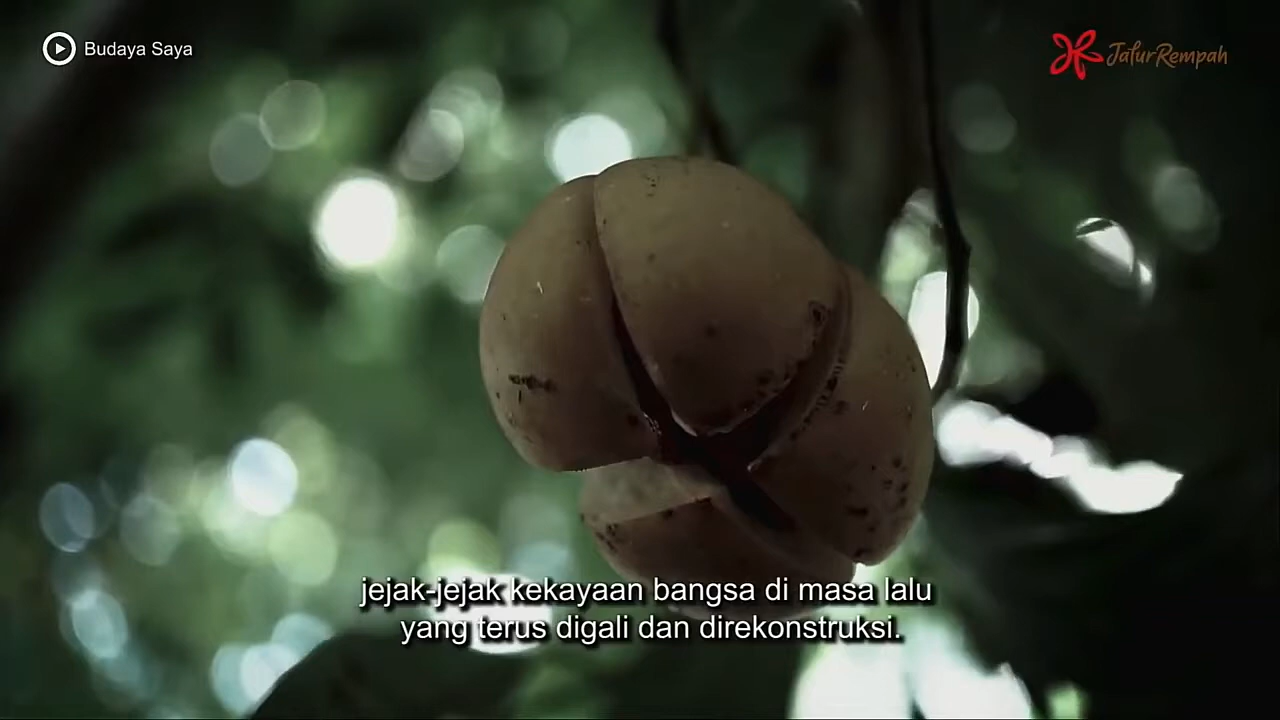 Budaya Saya
JalurRempah
jejak-jejak kekayaan bangsa di masa lalu
yang terus digali dan direkonstruksi.